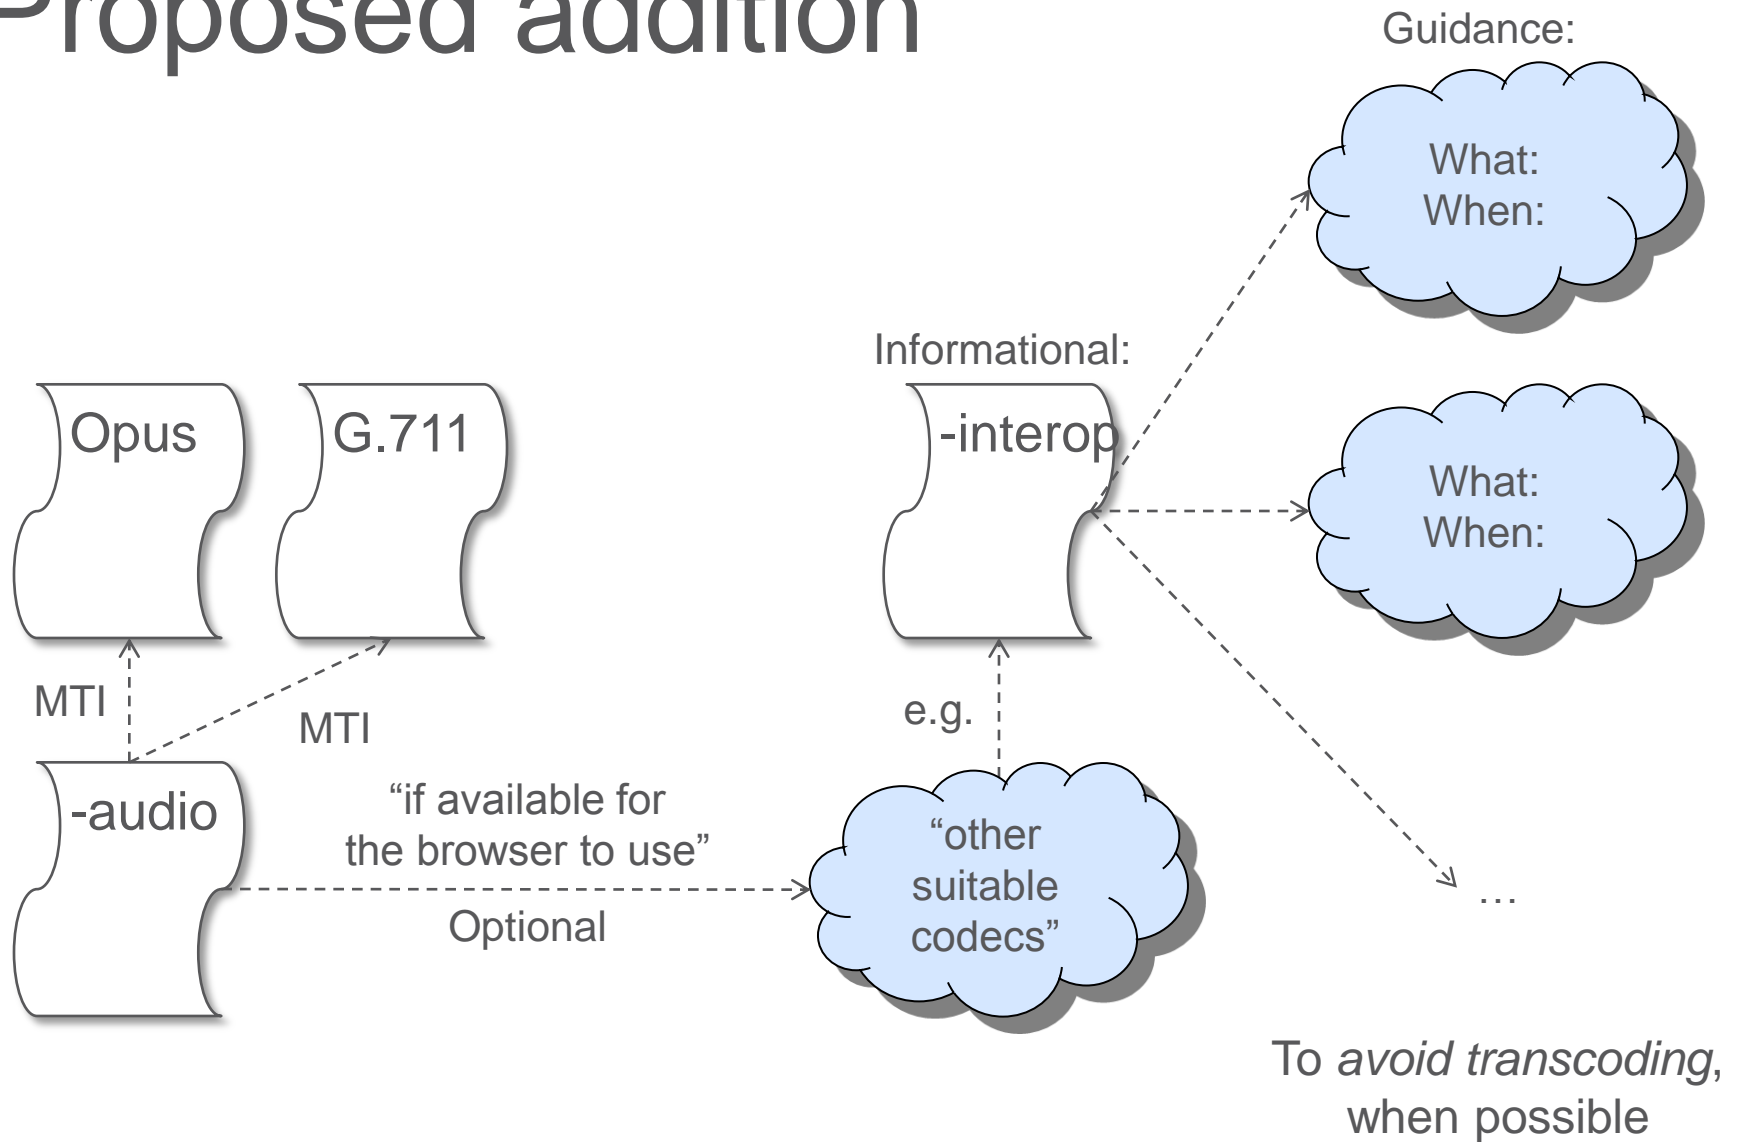 Proposed addition
Guidance:
What:
When:
Informational:
Opus
G.711
-interop
What:
When:
MTI
MTI
e.g.
-audio
“if available for
the browser to use”
Optional
“other
suitable
codecs”
…
To avoid transcoding,
when possible